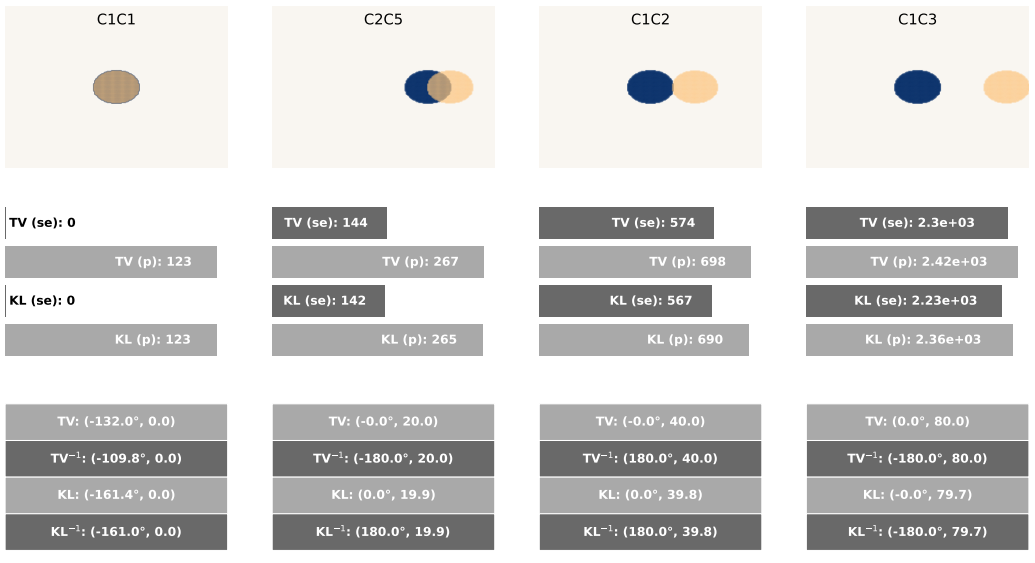 C1C1
C2C5
C1C2
C1C3
TV (se): 0
TV (se): 144
TV (se): 574
TV (se): 2.3e+03
TV (p): 123
TV (p): 267
TV (p): 698
TV (p): 2.42e+03
KL (se): 0
KL (se): 142
KL (se): 567
KL (se): 2.23e+03
KL (p): 123
KL (p): 265
KL (p): 690
KL (p): 2.36e+03
TV: (-132.0°, 0.0)
TV: (-0.0°, 20.0)
TV: (-0.0°, 40.0)
TV: (0.0°, 80.0)
TV⁻¹: (-109.8°, 0.0)
TV⁻¹: (-180.0°, 20.0)
TV⁻¹: (180.0°, 40.0)
TV⁻¹: (-180.0°, 80.0)
KL: (-161.4°, 0.0)
KL: (0.0°, 19.9)
KL: (0.0°, 39.8)
KL: (-0.0°, 79.7)
KL⁻¹: (-161.0°, 0.0)
KL⁻¹: (180.0°, 19.9)
KL⁻¹: (180.0°, 39.8)
KL⁻¹: (-180.0°, 79.7)